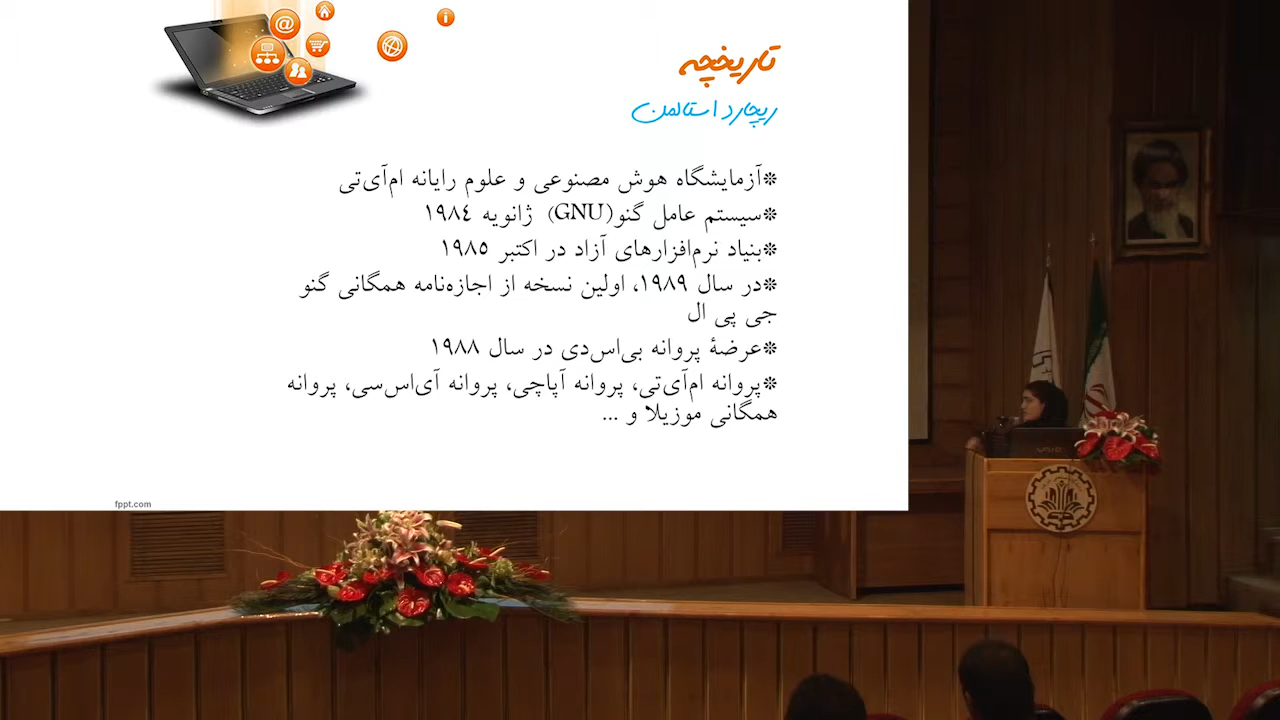 تاریخچه
ریچارد استالمن
※آزمایشگاه هوش مصنوعی و علوم رایانه ام‌آی‌تی
※سیستم عامل گنو(GNU) ژانویه ۱۹۸٤
※بنیاد نرم‌افزارهای آزاد در اکتبر ۱۹۸٥
※در سال ۱۹۸۹، اولین نسخه از اجازه‌نامه همگانی گنو
جی پی ال
※عرضهٔ پروانه بی‌اس‌دی در سال ۱۹۸۸
※پروانه ام‌آی‌تی، پروانه آپاچی، پروانه آی‌اس‌سی، پروانه
همگانی موزیلا و ...
fppt.com